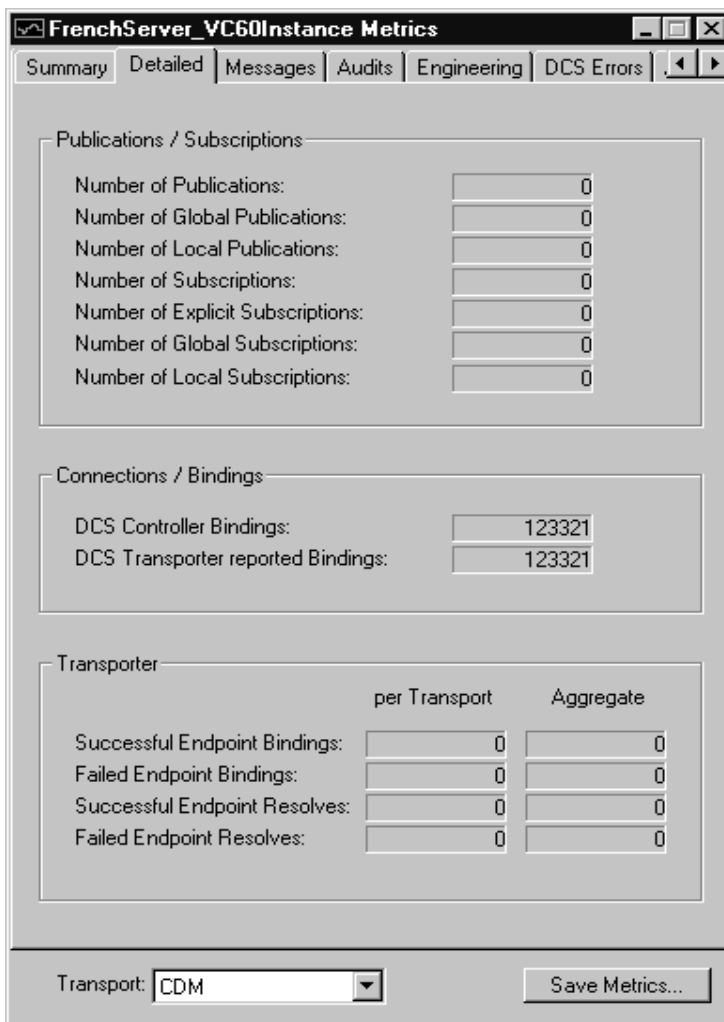 FrenchServer_VC60Instance Metrics
Summary Detailed Messages Audits Engineering DCS Errors
Publications / Subscriptions
Number of Publications: 0
Number of Global Publications: 0
Number of Local Publications: 0
Number of Subscriptions: 0
Number of Explicit Subscriptions: 0
Number of Global Subscriptions: 0
Number of Local Subscriptions: 0
Connections / Bindings
DCS Controller Bindings: 123321
DCS Transporter reported Bindings: 123321
Transporter
per Transport Aggregate
Successful Endpoint Bindings: 0 0
Failed Endpoint Bindings: 0 0
Successful Endpoint Resolves: 0 0
Failed Endpoint Resolves: 0 0
Transport: CDM Save Metrics...